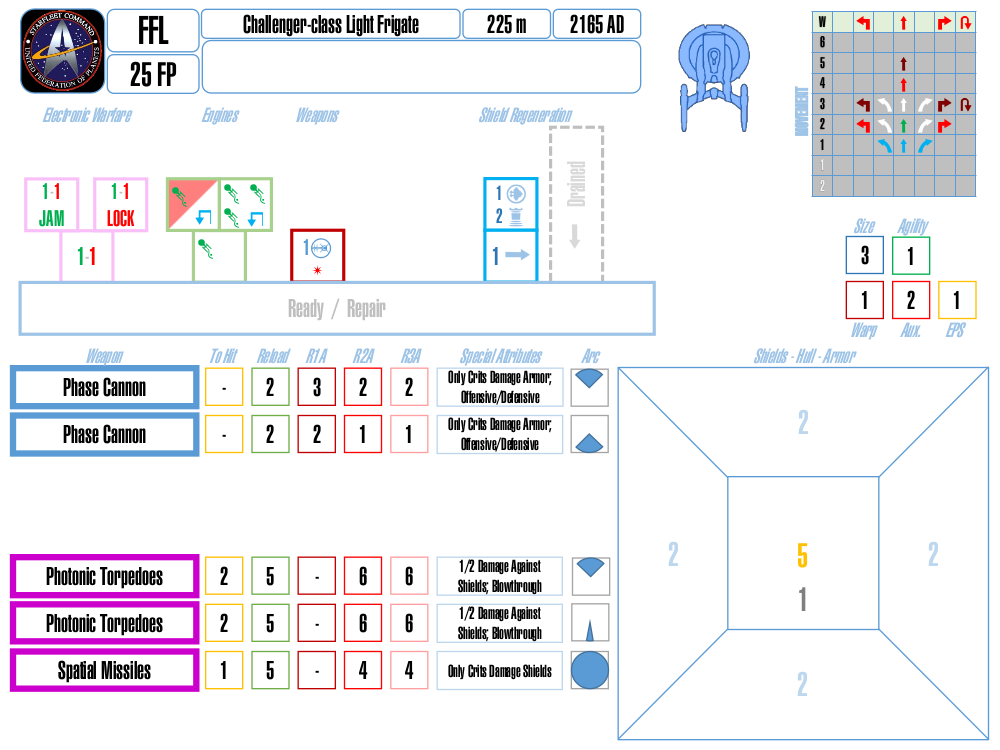 STARFLEET COMMAND
UNITED FEDERATION OF PLANETS
FFL
25 FP
Challenger-class Light Frigate
225 m
2165 AD
Electronic Warfare
Engines
Weapons
Shield Regeneration
1-1
JAM
1-1
LOCK
1-1
1
1
2
1
Drained
Ready / Repair
MOVEMENT
W
6
5
4
3
2
1
1
2
Size
Agility
3
1
1
2
1
Warp
Aux.
EPS
Weapon To Hit Reload R1A R2A R3A Special Attributes Arc
Phase Cannon - 2 3 2 2 Only Crits Damage Armor;
Offensive/Defensive
Phase Cannon - 2 2 1 1 Only Crits Damage Armor;
Offensive/Defensive
Photonic Torpedoes 2 5 - 6 6 1/2 Damage Against
Shields; Blowthrough
Photonic Torpedoes 2 5 - 6 6 1/2 Damage Against
Shields; Blowthrough
Spatial Missiles 1 5 - 4 4 Only Crits Damage Shields
Shields - Hull - Armor
2
2
5
2
1
2